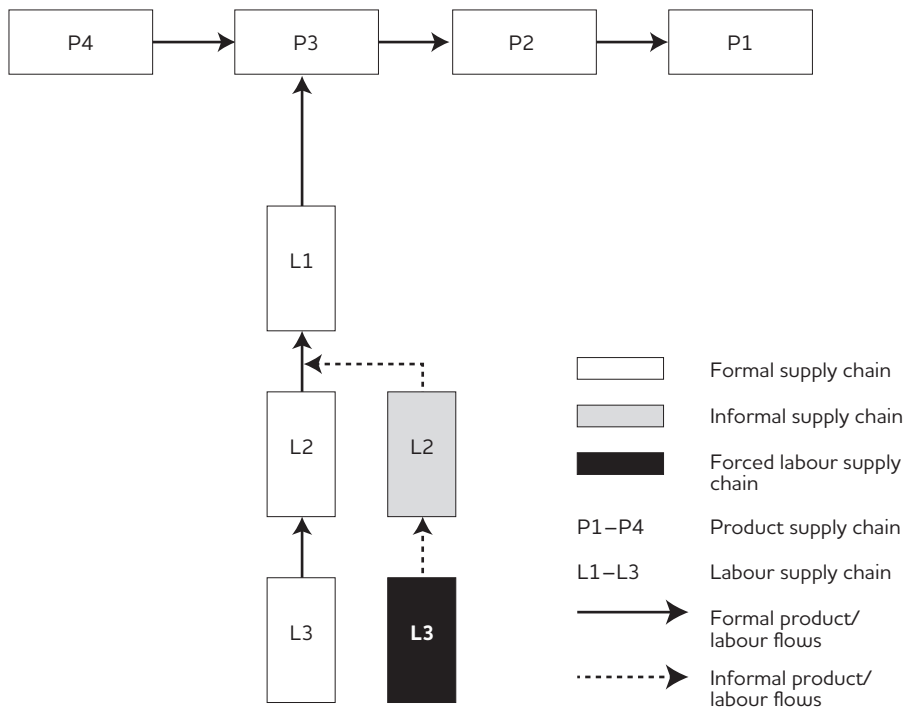 P4
P3
P2
P1
L1
L2
L2
L3
L3
Formal supply chain
Informal supply chain
Forced labour supply
chain
P1–P4 Product supply chain
L1–L3 Labour supply chain
Formal product/
labour flows
Informal product/
labour flows